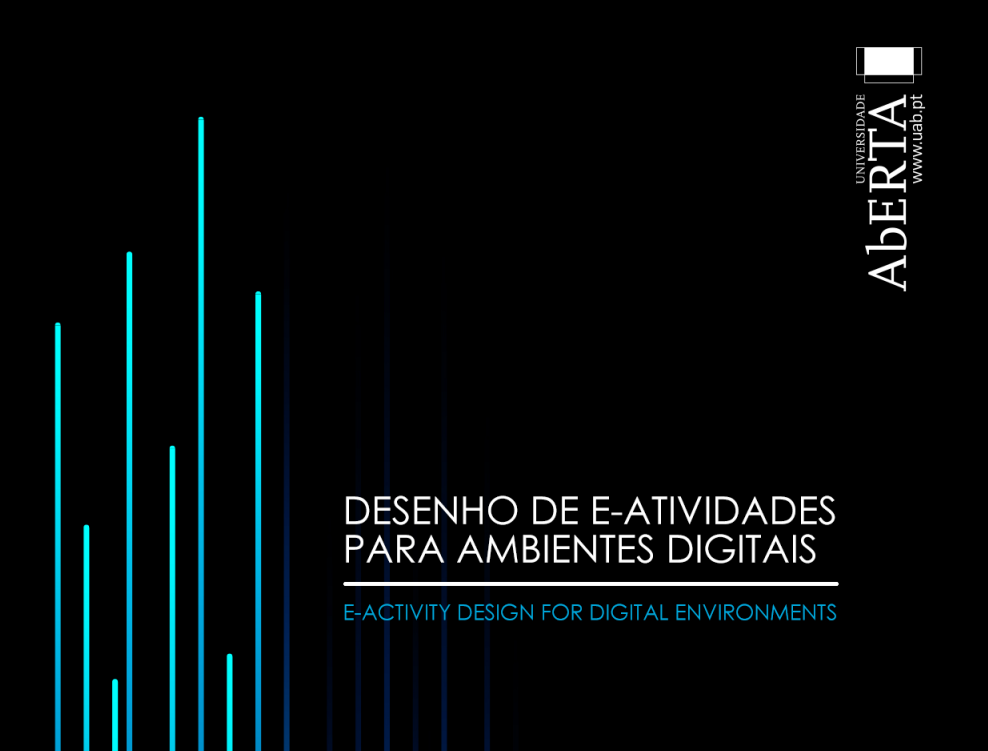 UNIVERSIDADE
AbERTA
www.uab.pt
DESENHO DE E-ATIVIDADES
PARA AMBIENTES DIGITAIS
E-ACTIVITY DESIGN FOR DIGITAL ENVIRONMENTS